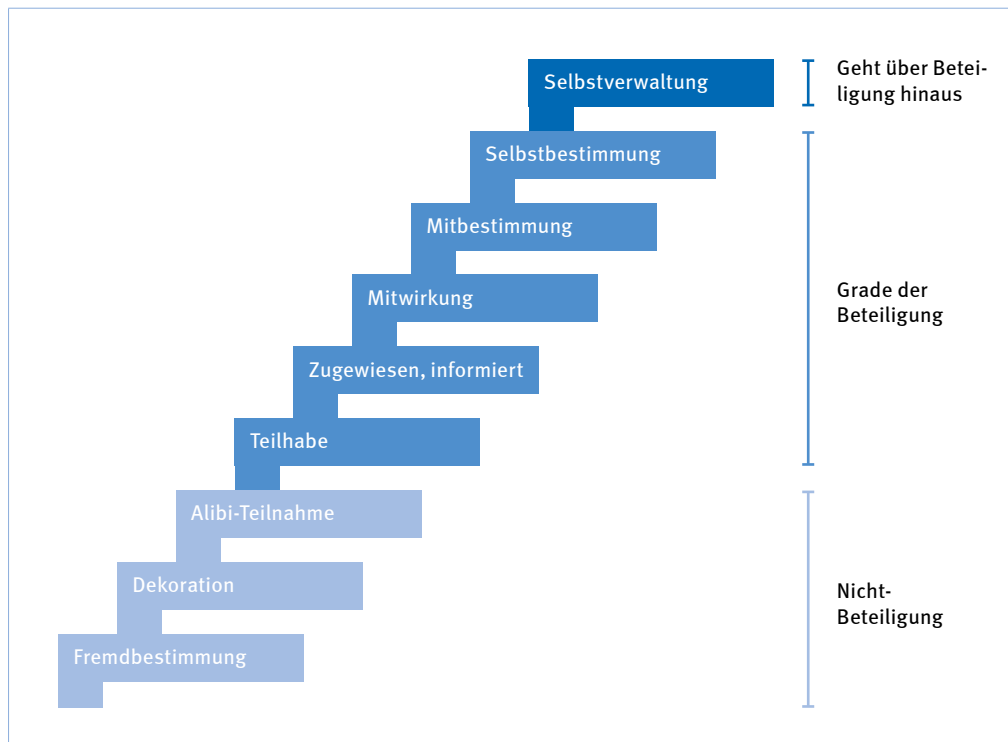 Selbstverwaltung
Geht über Betei-
ligung hinaus
Selbstbestimmung
Mitbestimmung
Mitwirkung
Grade der
Beteiligung
Zugewiesen, informiert
Teilhabe
Alibi-Teilnahme
Dekoration
Nicht-
Beteiligung
Fremdbestimmung